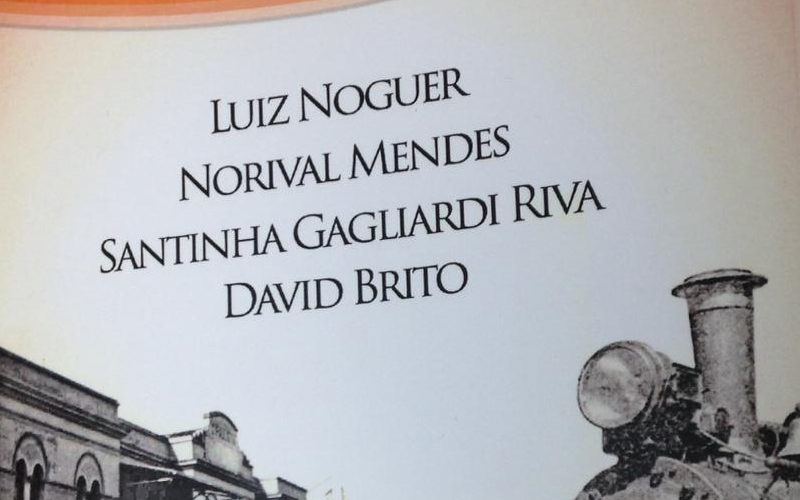 LUIZ NOGUER
NORIVAL MENDES
SANTINHA GAGLIARDI RIVA
DAVID BRITO